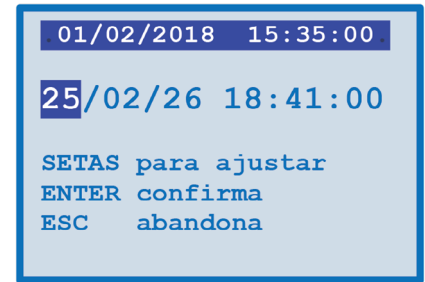 01/02/2018 15:35:00
25/02/26 18:41:00
SETAS para ajustar
ENTER confirma
ESC abandona